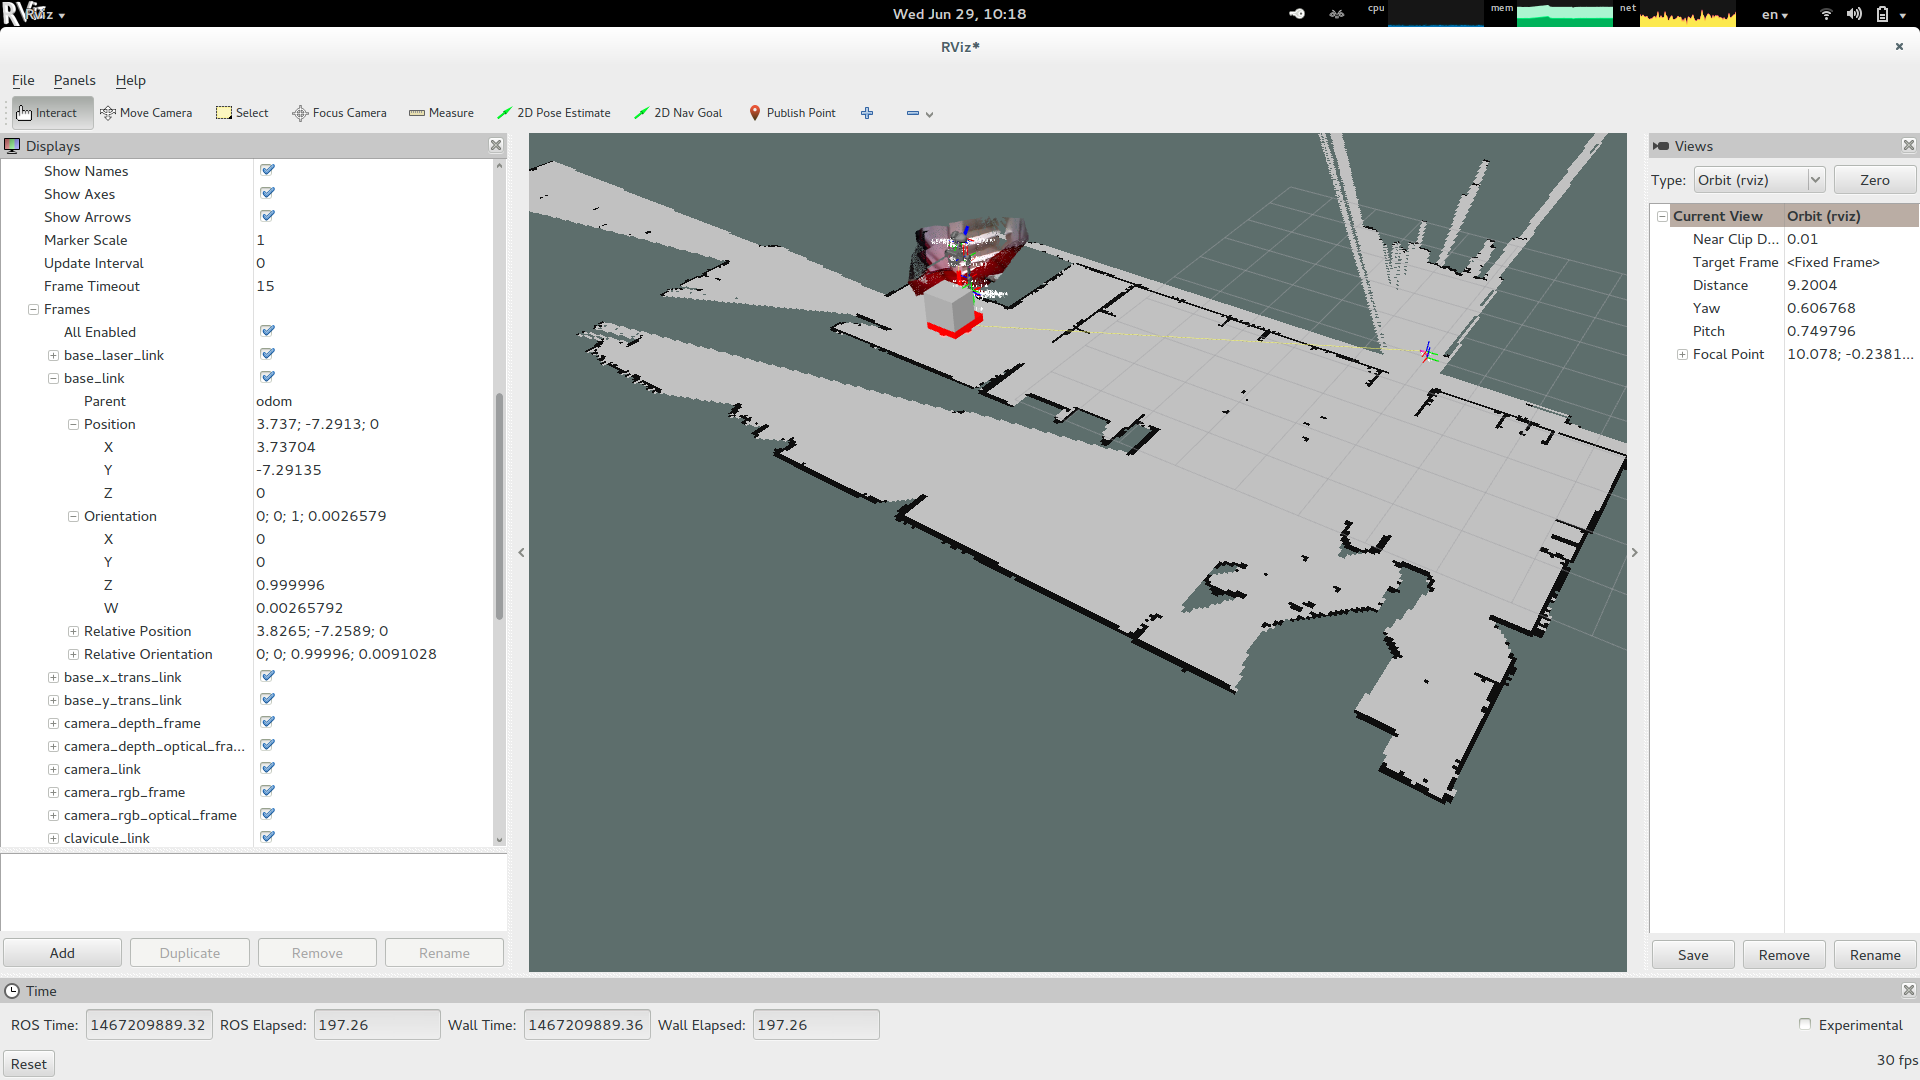 RViz
Wed Jun 29, 10:18
cpu
mem
net
en
RViz*
File Panels Help
Interact Move Camera Select Focus Camera Measure 2D Pose Estimate 2D Nav Goal Publish Point
Displays
Show Names
Show Axes
Show Arrows
Marker Scale 1
Update Interval 0
Frame Timeout 15
Frames
All Enabled
base_laser_link
base_link
Parent odom
Position 3.737; -7.2913; 0
X 3.73704
Y -7.29135
Z 0
Orientation 0; 0; 1; 0.0026579
X 0
Y 0
Z 0.999996
W 0.00265792
Relative Position 3.8265; -7.2589; 0
Relative Orientation 0; 0; 0.99996; 0.0091028
base_x_trans_link
base_y_trans_link
camera_depth_frame
camera_depth_optical_fra...
camera_link
camera_rgb_frame
camera_rgb_optical_frame
clavicule_link
Add Duplicate Remove Rename
Views
Type: Orbit (rviz) Zero
Current View Orbit (rviz)
Near Clip D... 0.01
Target Frame <Fixed Frame>
Distance 9.2004
Yaw 0.606768
Pitch 0.749796
Focal Point 10.078; -0.2381...
Save Remove Rename
Time
ROS Time: 1467209889.32 ROS Elapsed: 197.26 Wall Time: 1467209889.36 Wall Elapsed: 197.26 Experimental
Reset 30 fps